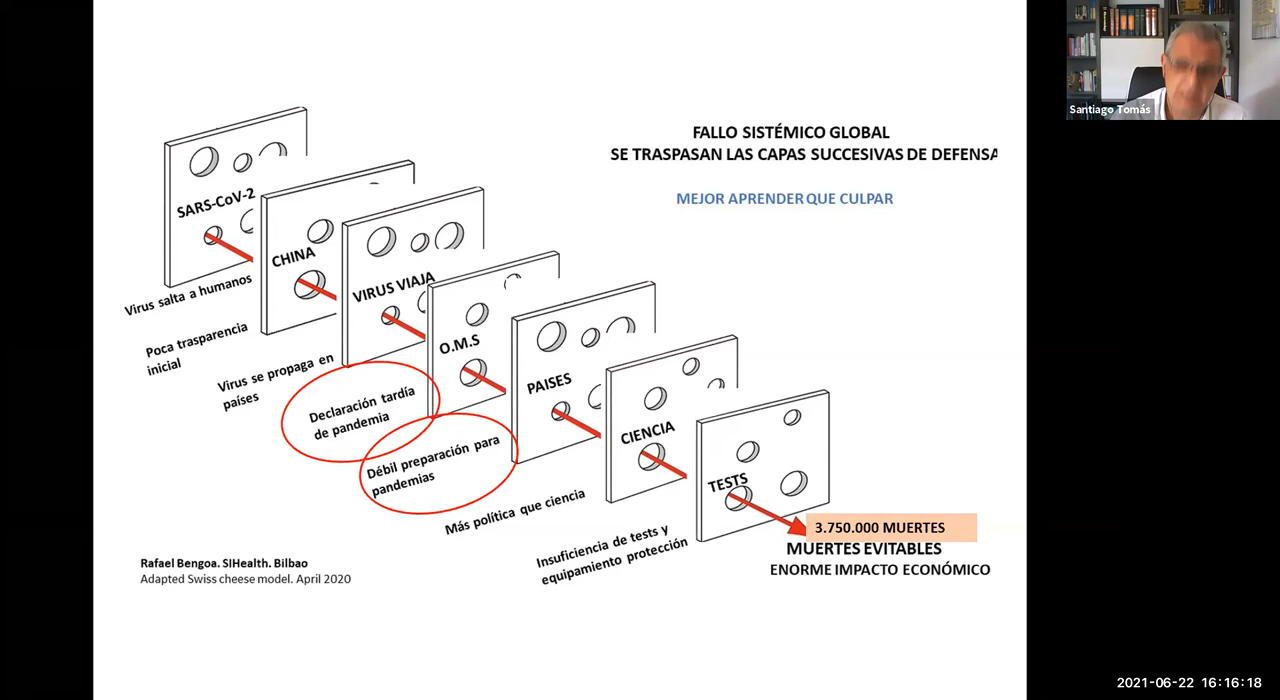 Santiago Tomás
FALLO SISTÉMICO GLOBAL
SE TRASPASAN LAS CAPAS SUCCESIVAS DE DEFENSA
MEJOR APRENDER QUE CULPAR
SARS-CoV-2
CHINA
VIRUS VIAJA
O.M.S
PAISES
CIENCIA
TESTS
Virus salta a humanos
Poca trasparencia
inicial
Virus se propaga en
países
Declaración tardía
de pandemia
Débil preparación para
pandemias
Más política que ciencia
Insuficiencia de tests y
equipamiento protección
3.750.000 MUERTES
MUERTES EVITABLES
ENORME IMPACTO ECONÓMICO
Rafael Bengoa. SIHealth. Bilbao
Adapted Swiss cheese model. April 2020
2021-06-22 16:16:18